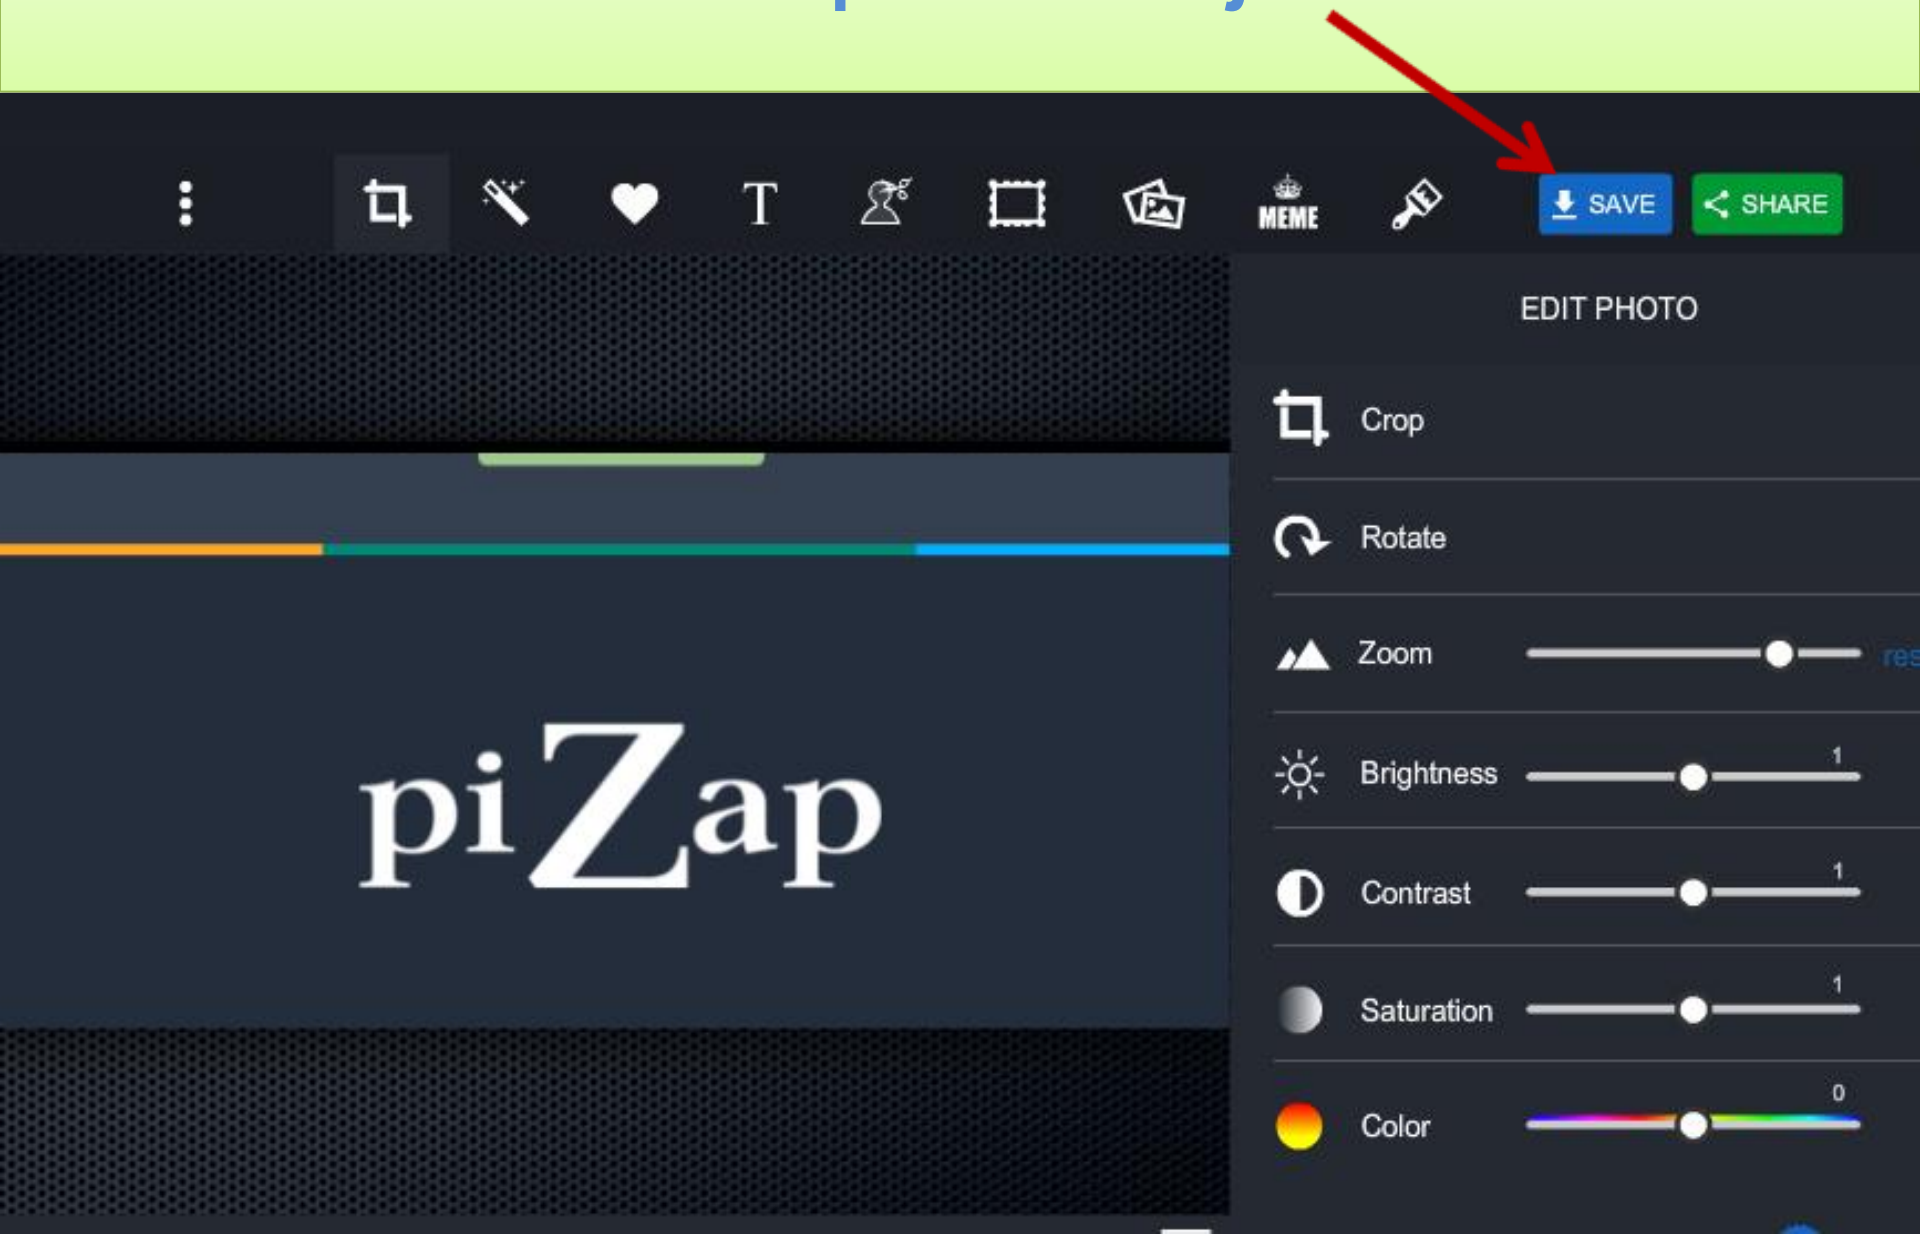 T
MEME
SAVE
SHARE
EDIT PHOTO
Crop
Rotate
Zoom
Brightness 1
Contrast 1
Saturation 1
Color 0
piZap